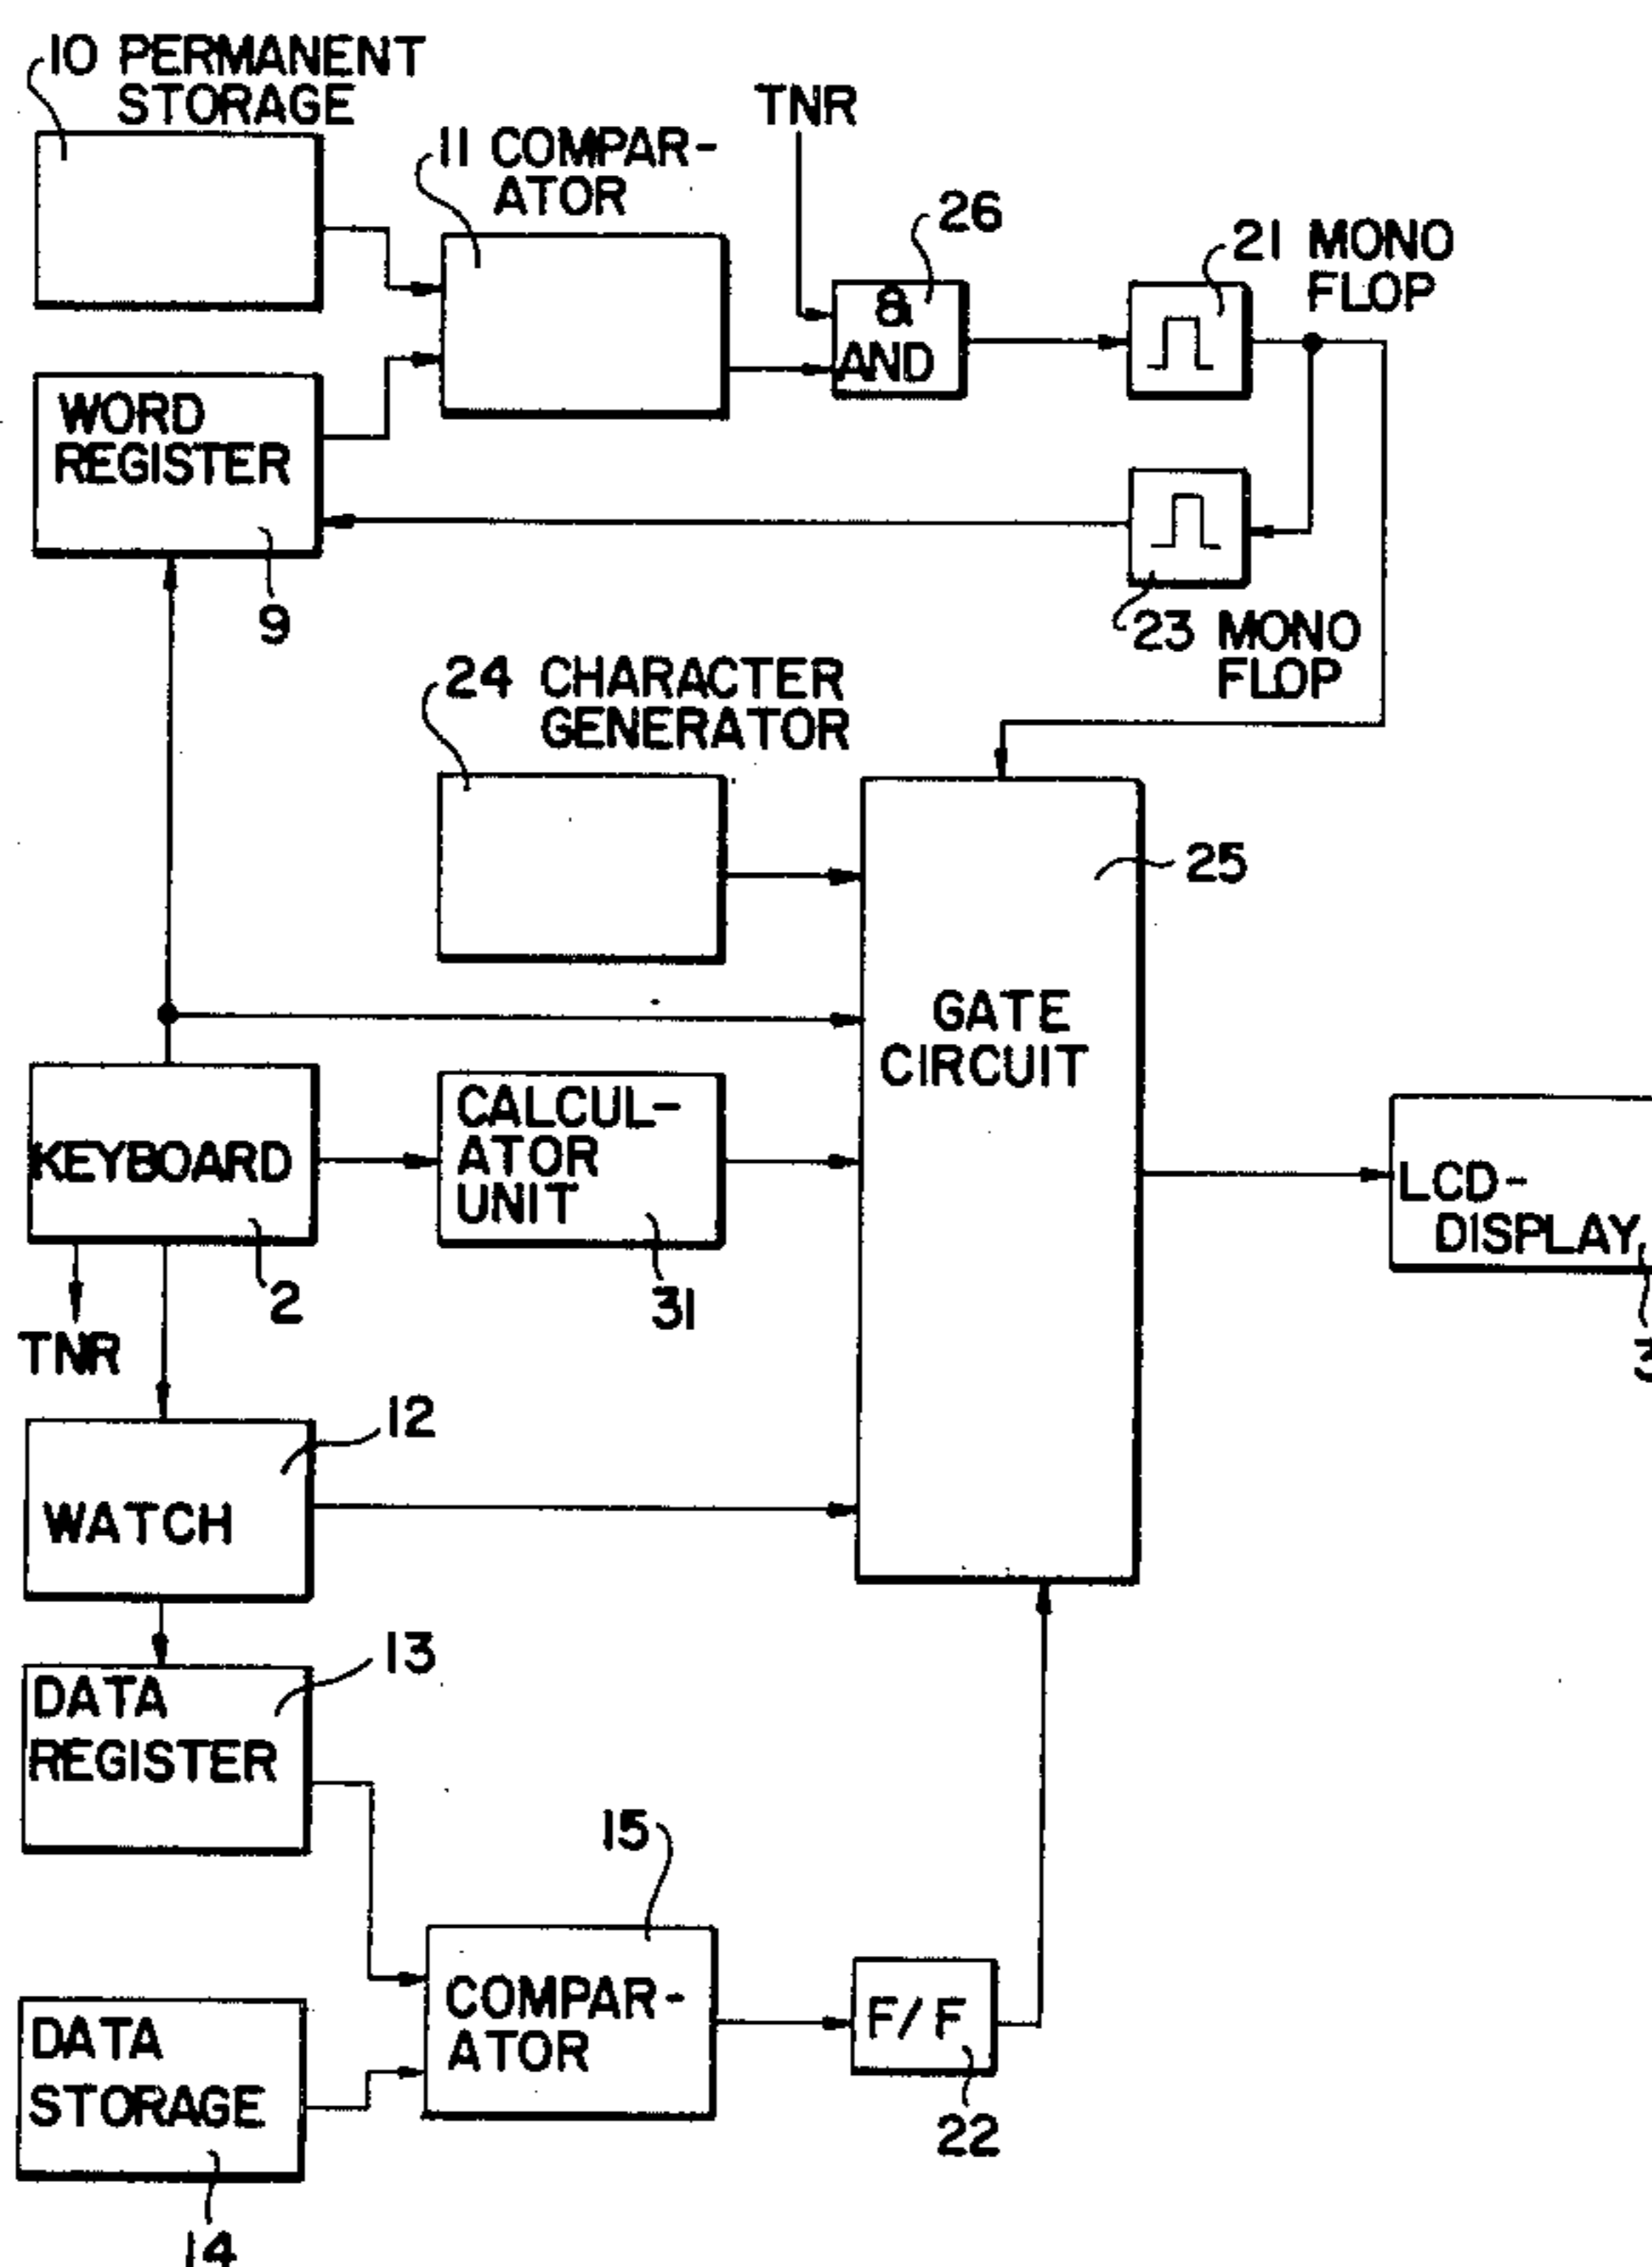 10 PERMANENT
STORAGE
TNR
11 COMPAR-
ATOR
26
21 MONO
FLOP
&
AND
WORD
REGISTER
9
23 MONO
FLOP
24 CHARACTER
GENERATOR
25
GATE
CIRCUIT
KEYBOARD
2
CALCUL-
ATOR
UNIT
31
LCD-
DISPLAY
3
TNR
12
WATCH
13
DATA
REGISTER
15
COMPAR-
ATOR
F/F
22
DATA
STORAGE
14